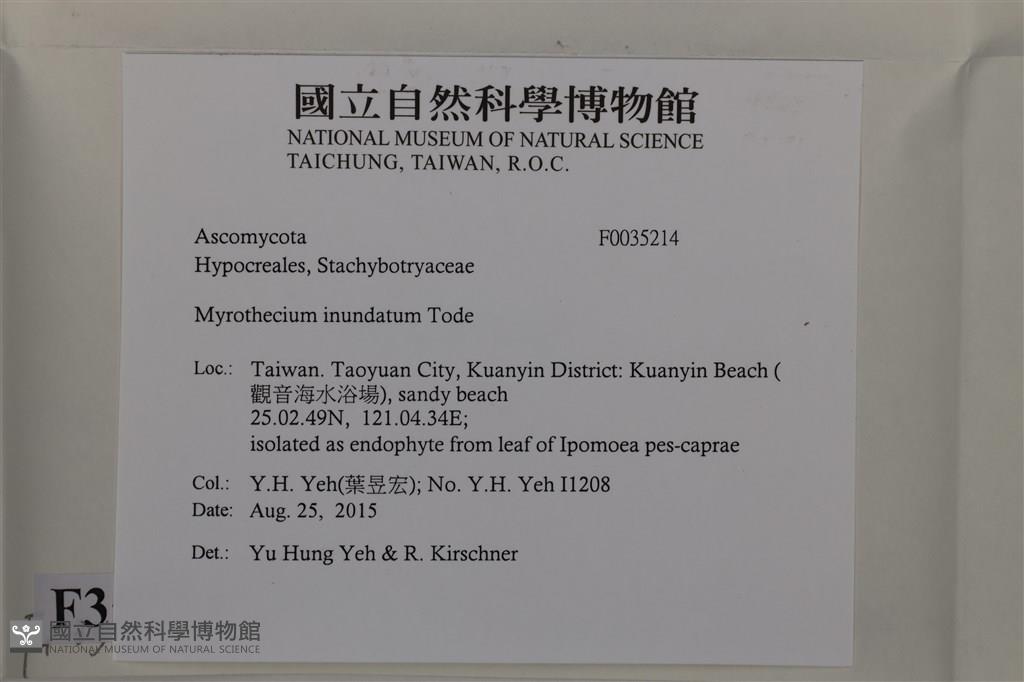 國立自然科學博物館
NATIONAL MUSEUM OF NATURAL SCIENCE
TAICHUNG, TAIWAN, R.O.C.
Ascomycota F0035214
Hypocreales, Stachybotryaceae
Myrothecium inundatum Tode
Loc.: Taiwan. Taoyuan City, Kuanyin District: Kuanyin Beach (
觀音海水浴場), sandy beach
25.02.49N, 121.04.34E;
isolated as endophyte from leaf of Ipomoea pes-caprae
Col.: Y.H. Yeh(葉昱宏); No. Y.H. Yeh I1208
Date: Aug. 25, 2015
Det.: Yu Hung Yeh & R. Kirschner
F3
國立自然科學博物館
NATIONAL MUSEUM OF NATURAL SCIENCE